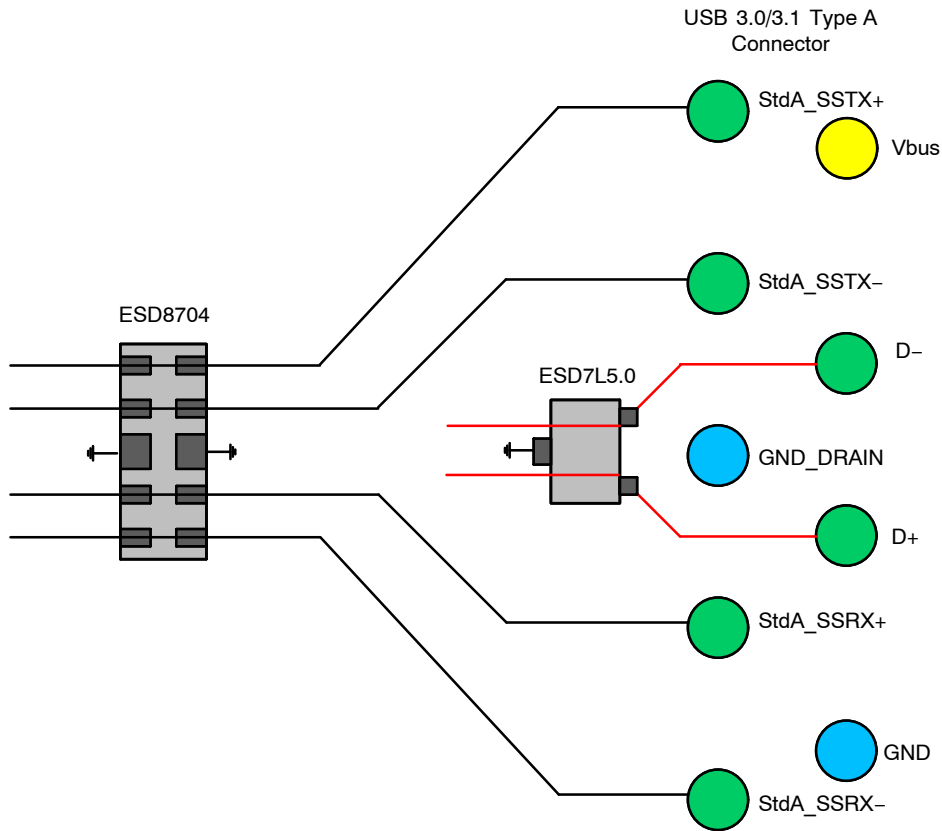 USB 3.0/3.1 Type A
Connector
StdA_SSTX+
Vbus
StdA_SSTX−
ESD8704
D−
ESD7L5.0
GND_DRAIN
D+
StdA_SSRX+
GND
StdA_SSRX−